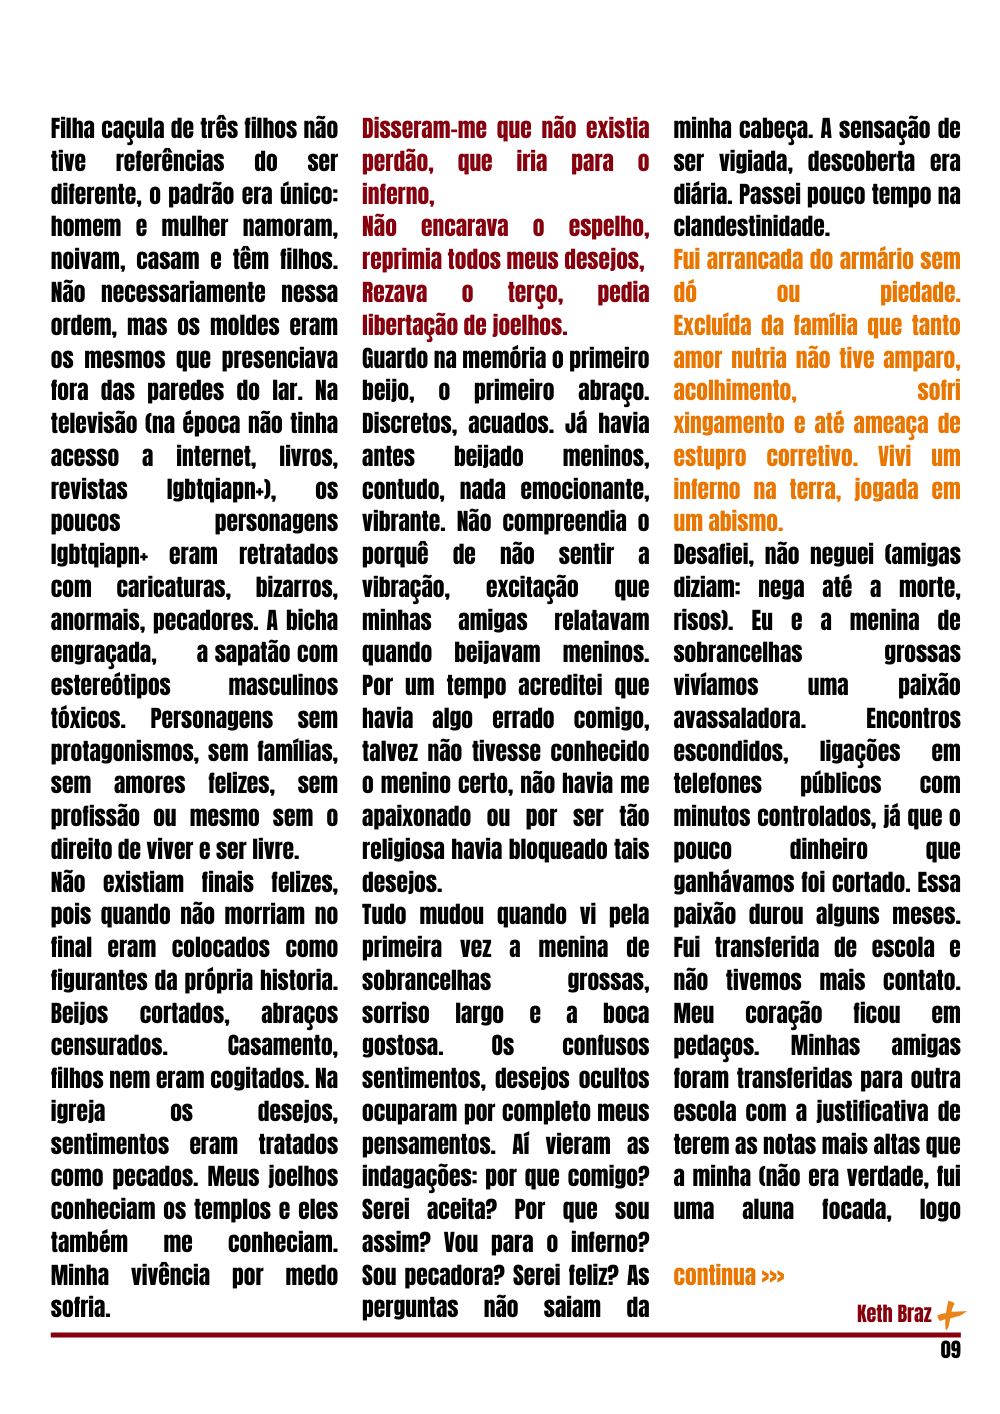 Filha caçula de três filhos não
tive referências do ser
diferente, o padrão era único:
homem e mulher namoram,
noivam, casam e têm filhos.
Não necessariamente nessa
ordem, mas os moldes eram
os mesmos que presenciava
fora das paredes do lar. Na
televisão (na época não tinha
acesso a internet, livros,
revistas lgbtqiapn+), os
poucos personagens
lgbtqiapn+ eram retratados
com caricaturas, bizarros,
anormais, pecadores. A bicha
engraçada, a sapatão com
estereótipos masculinos
tóxicos. Personagens sem
protagonismos, sem famílias,
sem amores felizes, sem
profissão ou mesmo sem o
direito de viver e ser livre.
Não existiam finais felizes,
pois quando não morriam no
final eram colocados como
figurantes da própria historia.
Beijos cortados, abraços
censurados. Casamento,
filhos nem eram cogitados. Na
igreja os desejos,
sentimentos eram tratados
como pecados. Meus joelhos
conheciam os templos e eles
também me conheciam.
Minha vivência por medo
sofria.
Disseram-me que não existia
perdão, que iria para o
inferno,
Não encarava o espelho,
reprimia todos meus desejos,
Rezava o terço, pedia
libertação de joelhos.
Guardo na memória o primeiro
beijo, o primeiro abraço.
Discretos, acuados. Já havia
antes beijado meninos,
contudo, nada emocionante,
vibrante. Não compreendia o
porquê de não sentir a
vibração, excitação que
minhas amigas relatavam
quando beijavam meninos.
Por um tempo acreditei que
havia algo errado comigo,
talvez não tivesse conhecido
o menino certo, não havia me
apaixonado ou por ser tão
religiosa havia bloqueado tais
desejos.
Tudo mudou quando vi pela
primeira vez a menina de
sobrancelhas grossas,
sorriso largo e a boca
gostosa. Os confusos
sentimentos, desejos ocultos
ocuparam por completo meus
pensamentos. Aí vieram as
indagações: por que comigo?
Serei aceita? Por que sou
assim? Vou para o inferno?
Sou pecadora? Serei feliz? As
perguntas não saiam da
minha cabeça. A sensação de
ser vigiada, descoberta era
diária. Passei pouco tempo na
clandestinidade.
Fui arrancada do armário sem
dó ou piedade.
Excluída da família que tanto
amor nutria não tive amparo,
acolhimento, sofri
xingamento e até ameaça de
estupro corretivo. Vivi um
inferno na terra, jogada em
um abismo.
Desafiei, não neguei (amigas
diziam: nega até a morte,
risos). Eu e a menina de
sobrancelhas grossas
vivíamos uma paixão
avassaladora. Encontros
escondidos, ligações em
telefones públicos com
minutos controlados, já que o
pouco dinheiro que
ganhávamos foi cortado. Essa
paixão durou alguns meses.
Fui transferida de escola e
não tivemos mais contato.
Meu coração ficou em
pedaços. Minhas amigas
foram transferidas para outra
escola com a justificativa de
terem as notas mais altas que
a minha (não era verdade, fui
uma aluna focada, logo
continua >>>
Keth Braz
09